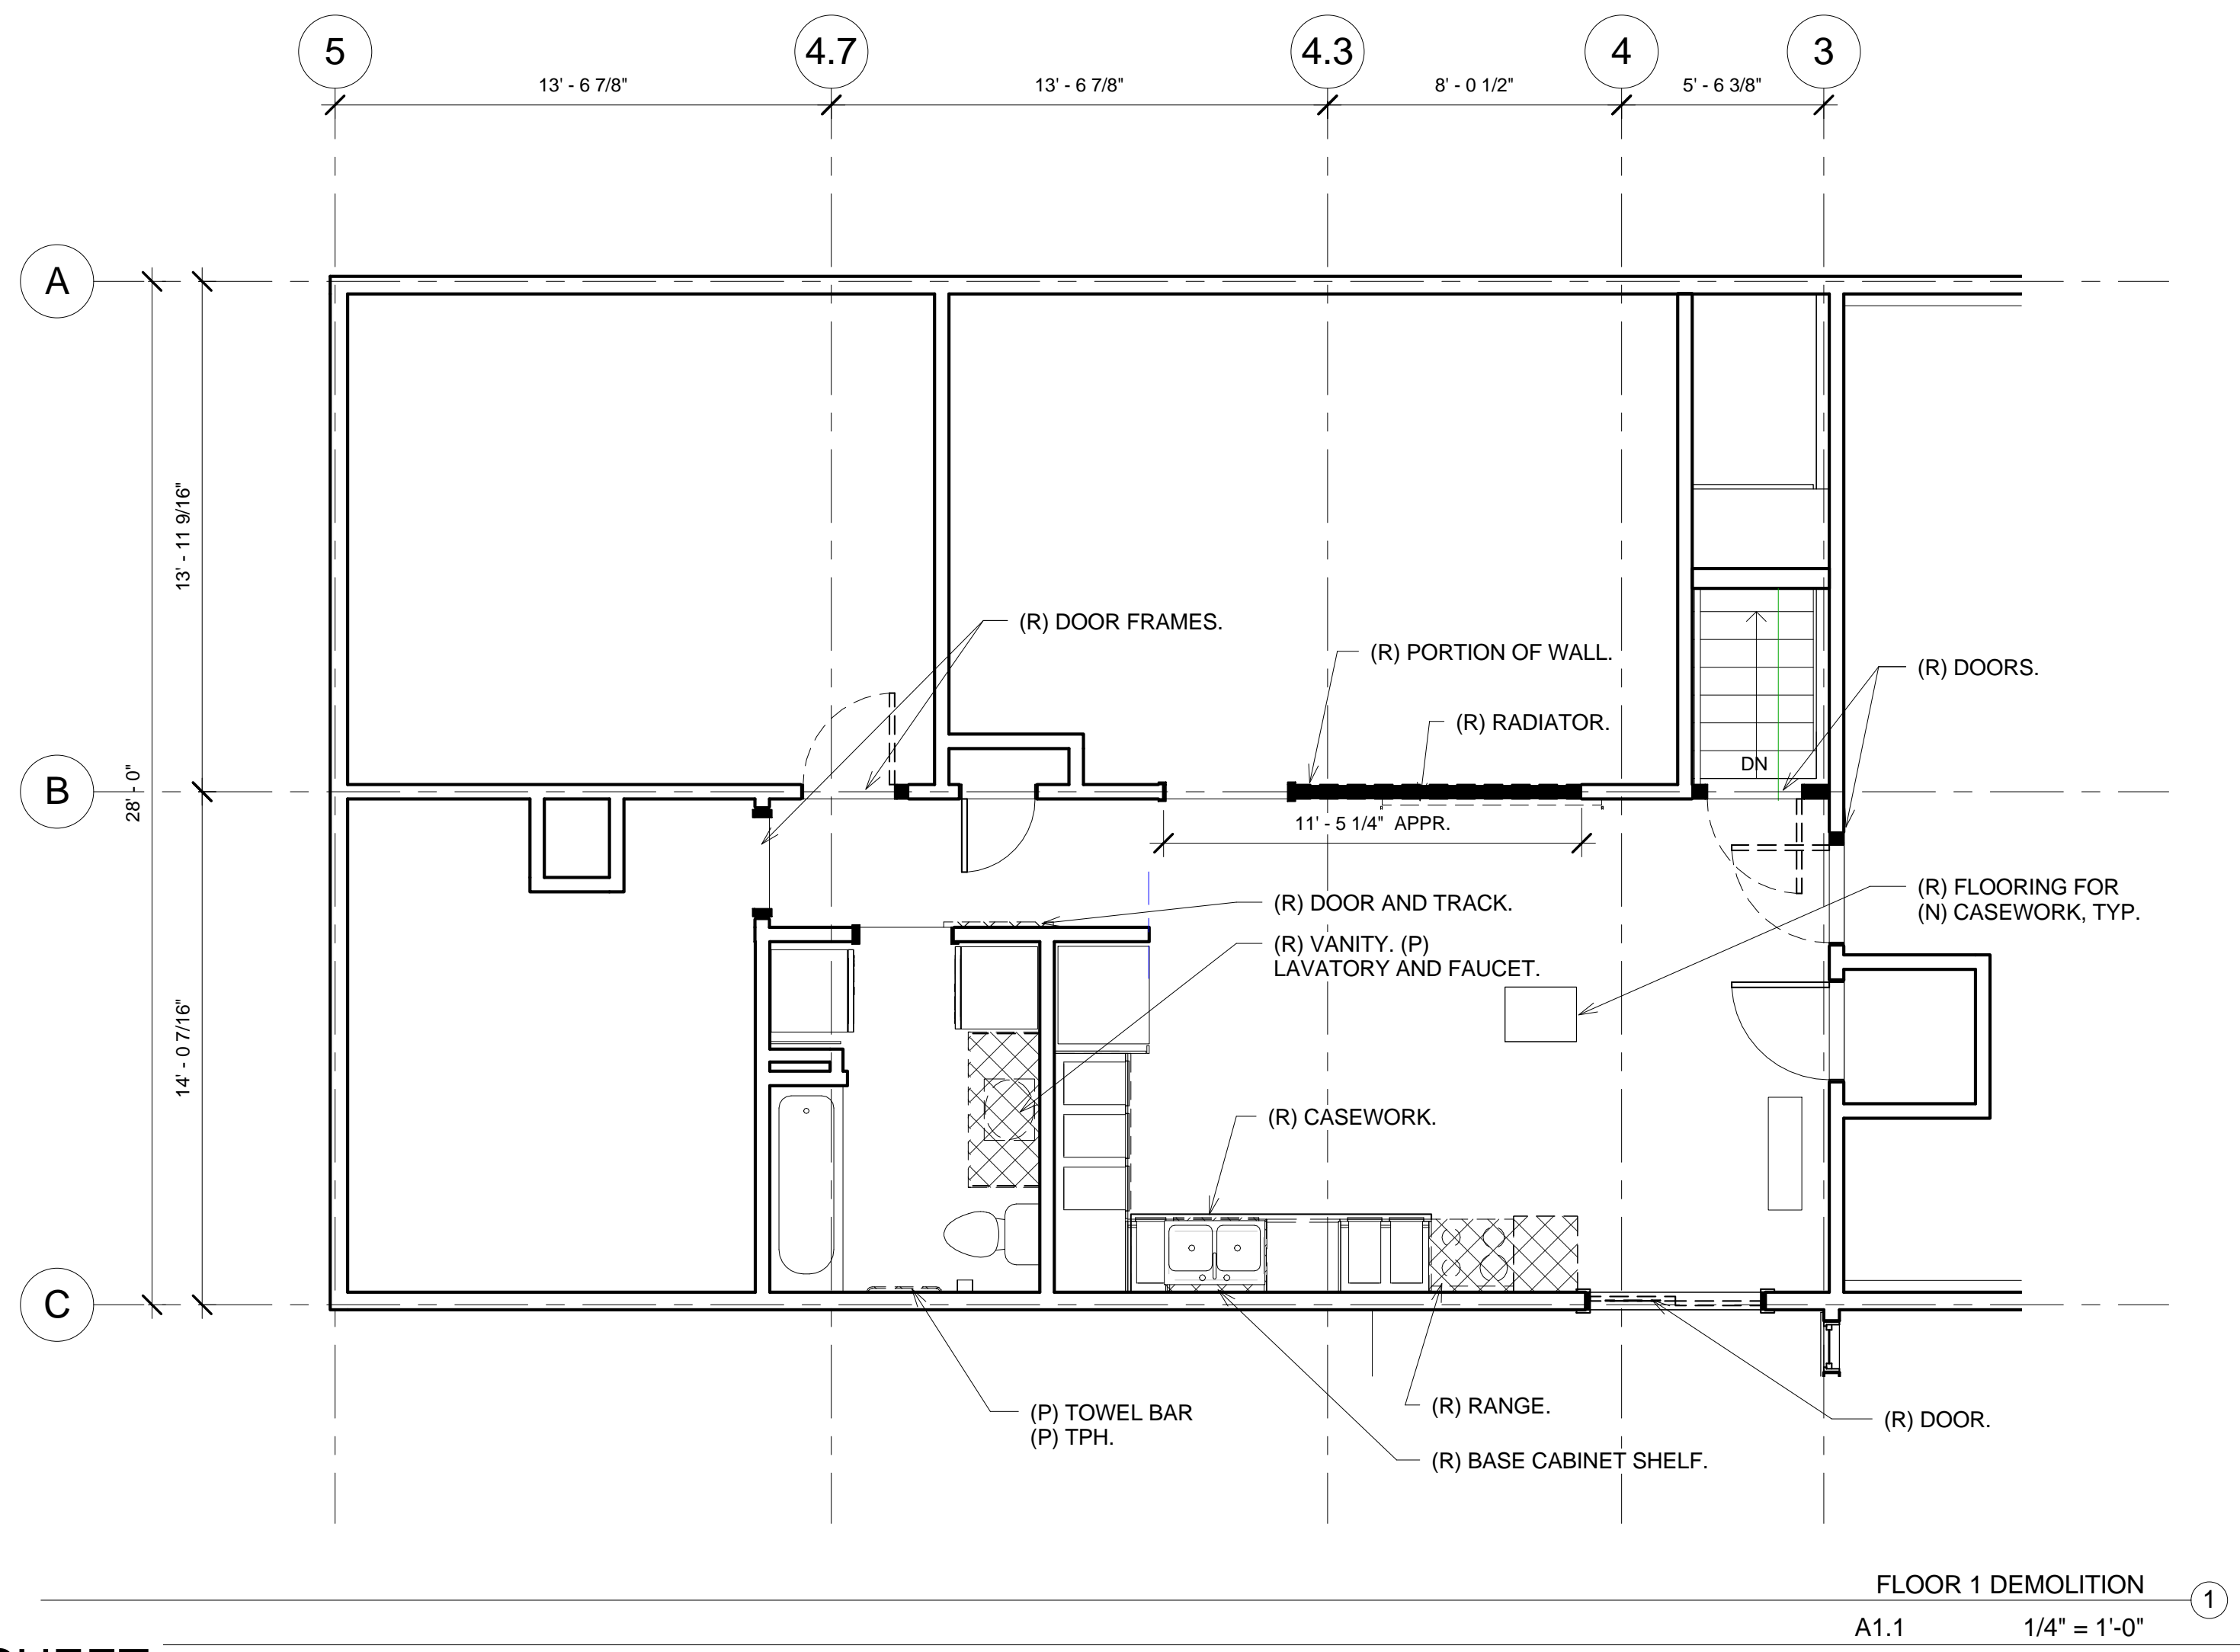 5
4.7
4.3
4
3
13' - 6 7/8"
13' - 6 7/8"
8' - 0 1/2"
5' - 6 3/8"
A
13' - 11 9/16"
(R) DOOR FRAMES.
(R) PORTION OF WALL.
(R) DOORS.
(R) RADIATOR.
DN
B
28' - 0"
11' - 5 1/4" APPR.
(R) FLOORING FOR
(N) CASEWORK, TYP.
(R) DOOR AND TRACK.
(R) VANITY. (P)
LAVATORY AND FAUCET.
14' - 0 7/16"
(R) CASEWORK.
C
(P) TOWEL BAR
(P) TPH.
(R) RANGE.
(R) DOOR.
(R) BASE CABINET SHELF.
FLOOR 1 DEMOLITION
1
A1.1
1/4" = 1'-0"